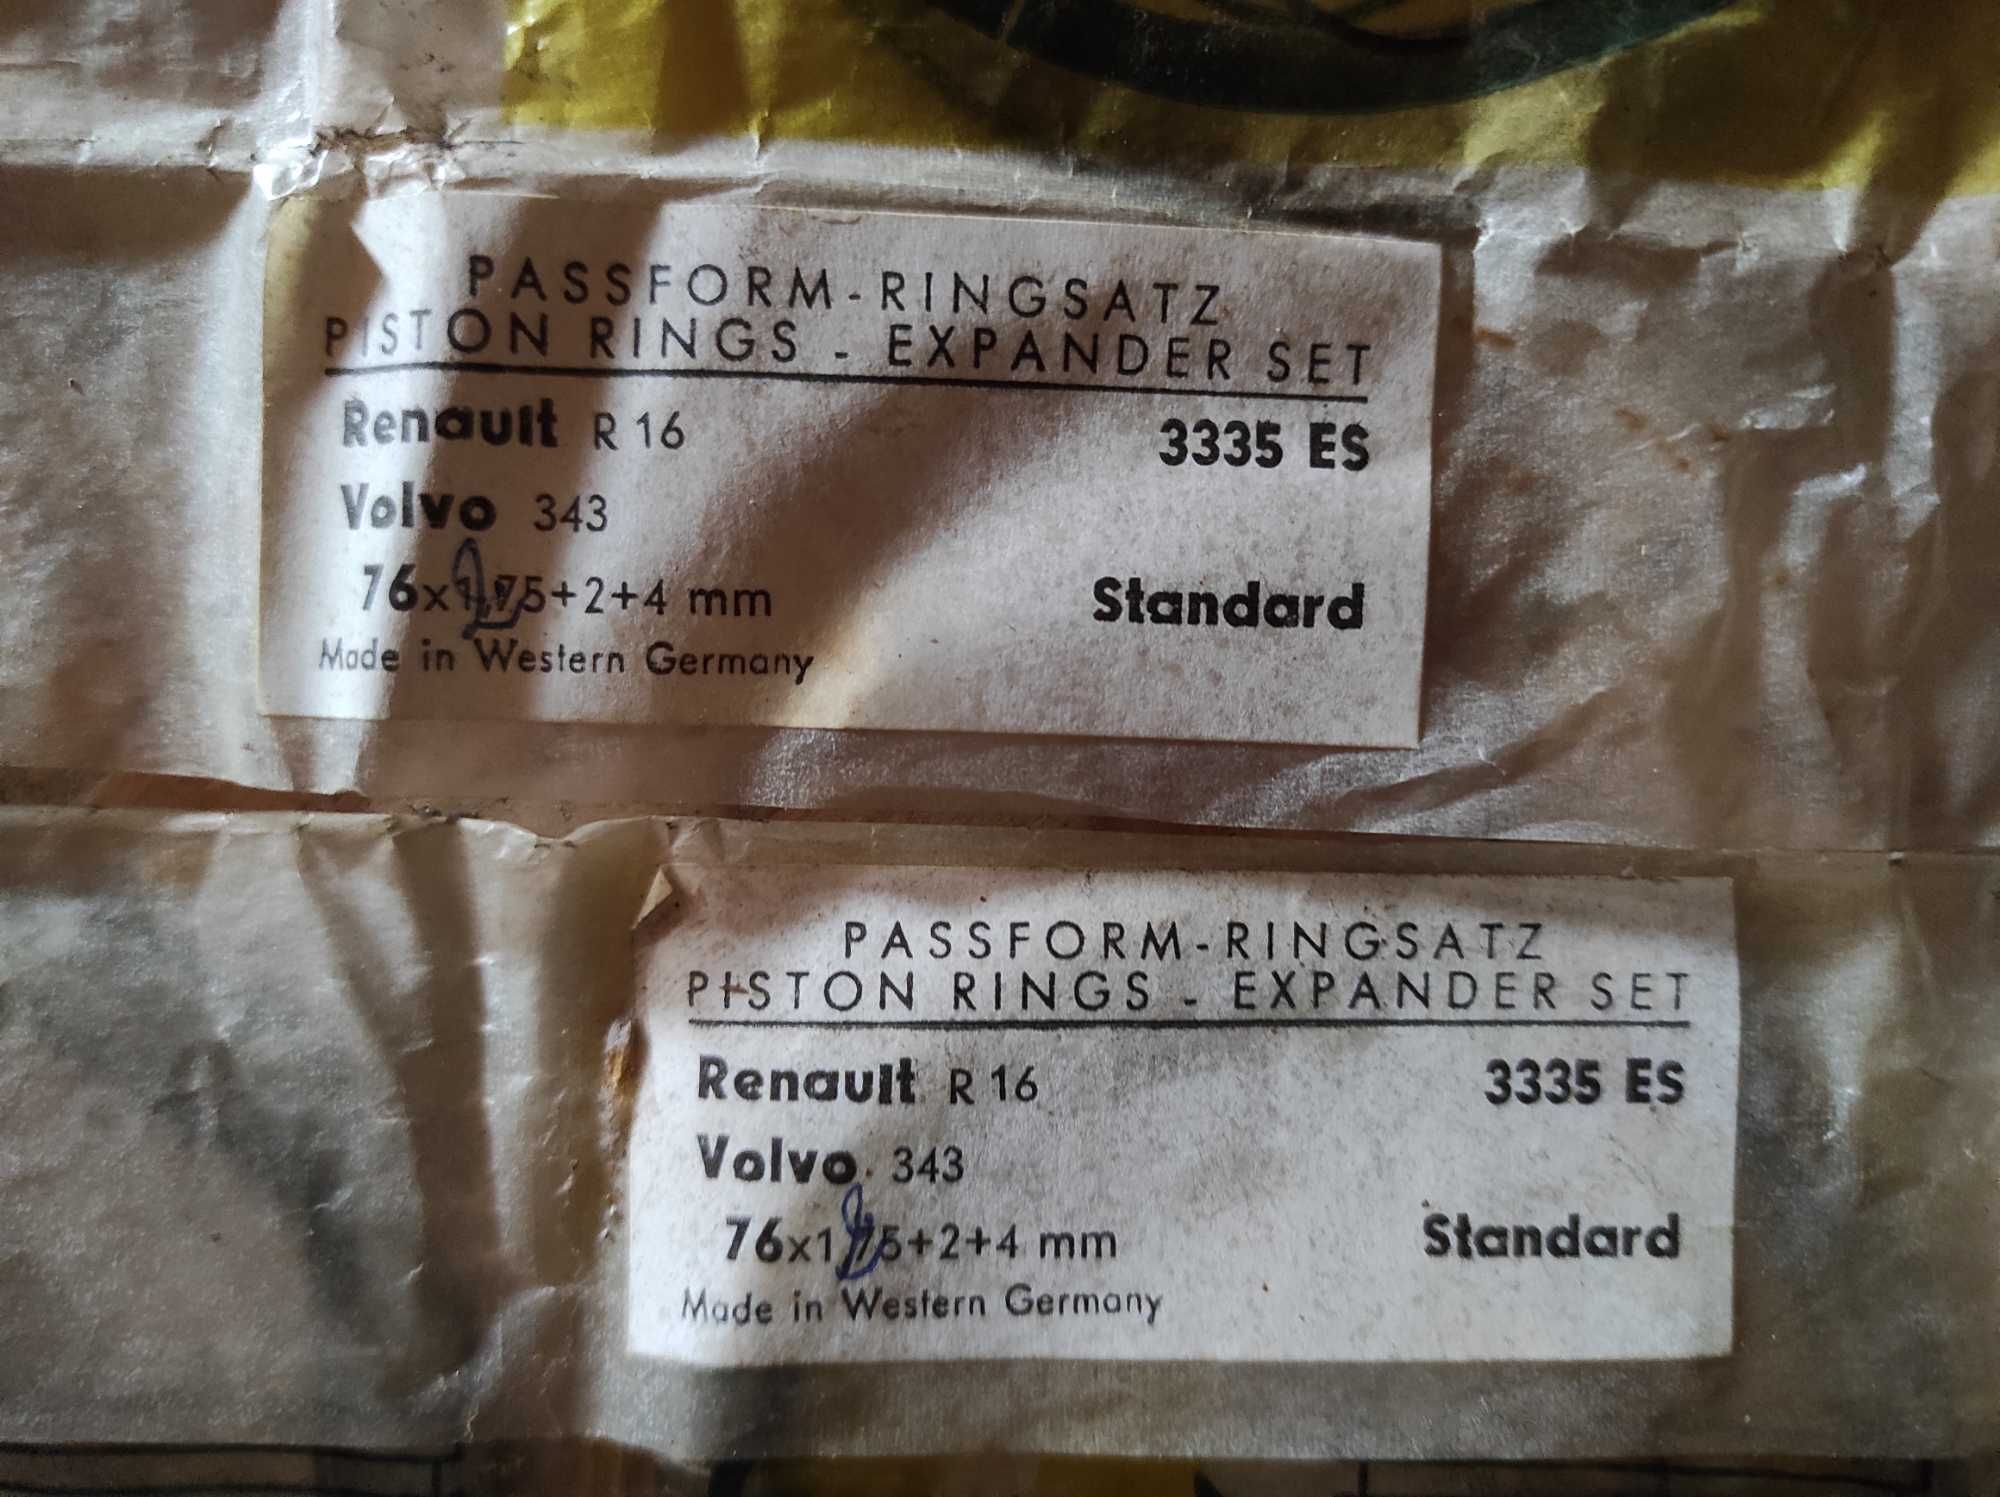 PASSFORM-RINGSATZ
PISTON RINGS - EXPANDER SET
Renault R 16 3335 ES
Volvo 343
76x1,75+2+4 mm Standard
Made in Western Germany
PASSFORM-RINGSATZ
PISTON RINGS - EXPANDER SET
Renault R 16 3335 ES
Volvo 343
76x1,75+2+4 mm Standard
Made in Western Germany